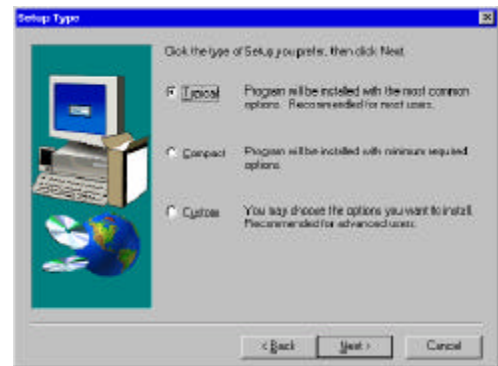 Setup Type
Click the type of Setup you prefer, then click Next.
Typical
Program will be installed with the most common
options. Recommended for most users.
Compact
Program will be installed with minimum required
options.
Custom
You may choose the options you want to install.
Recommended for advanced users.
< Back
Next >
Cancel